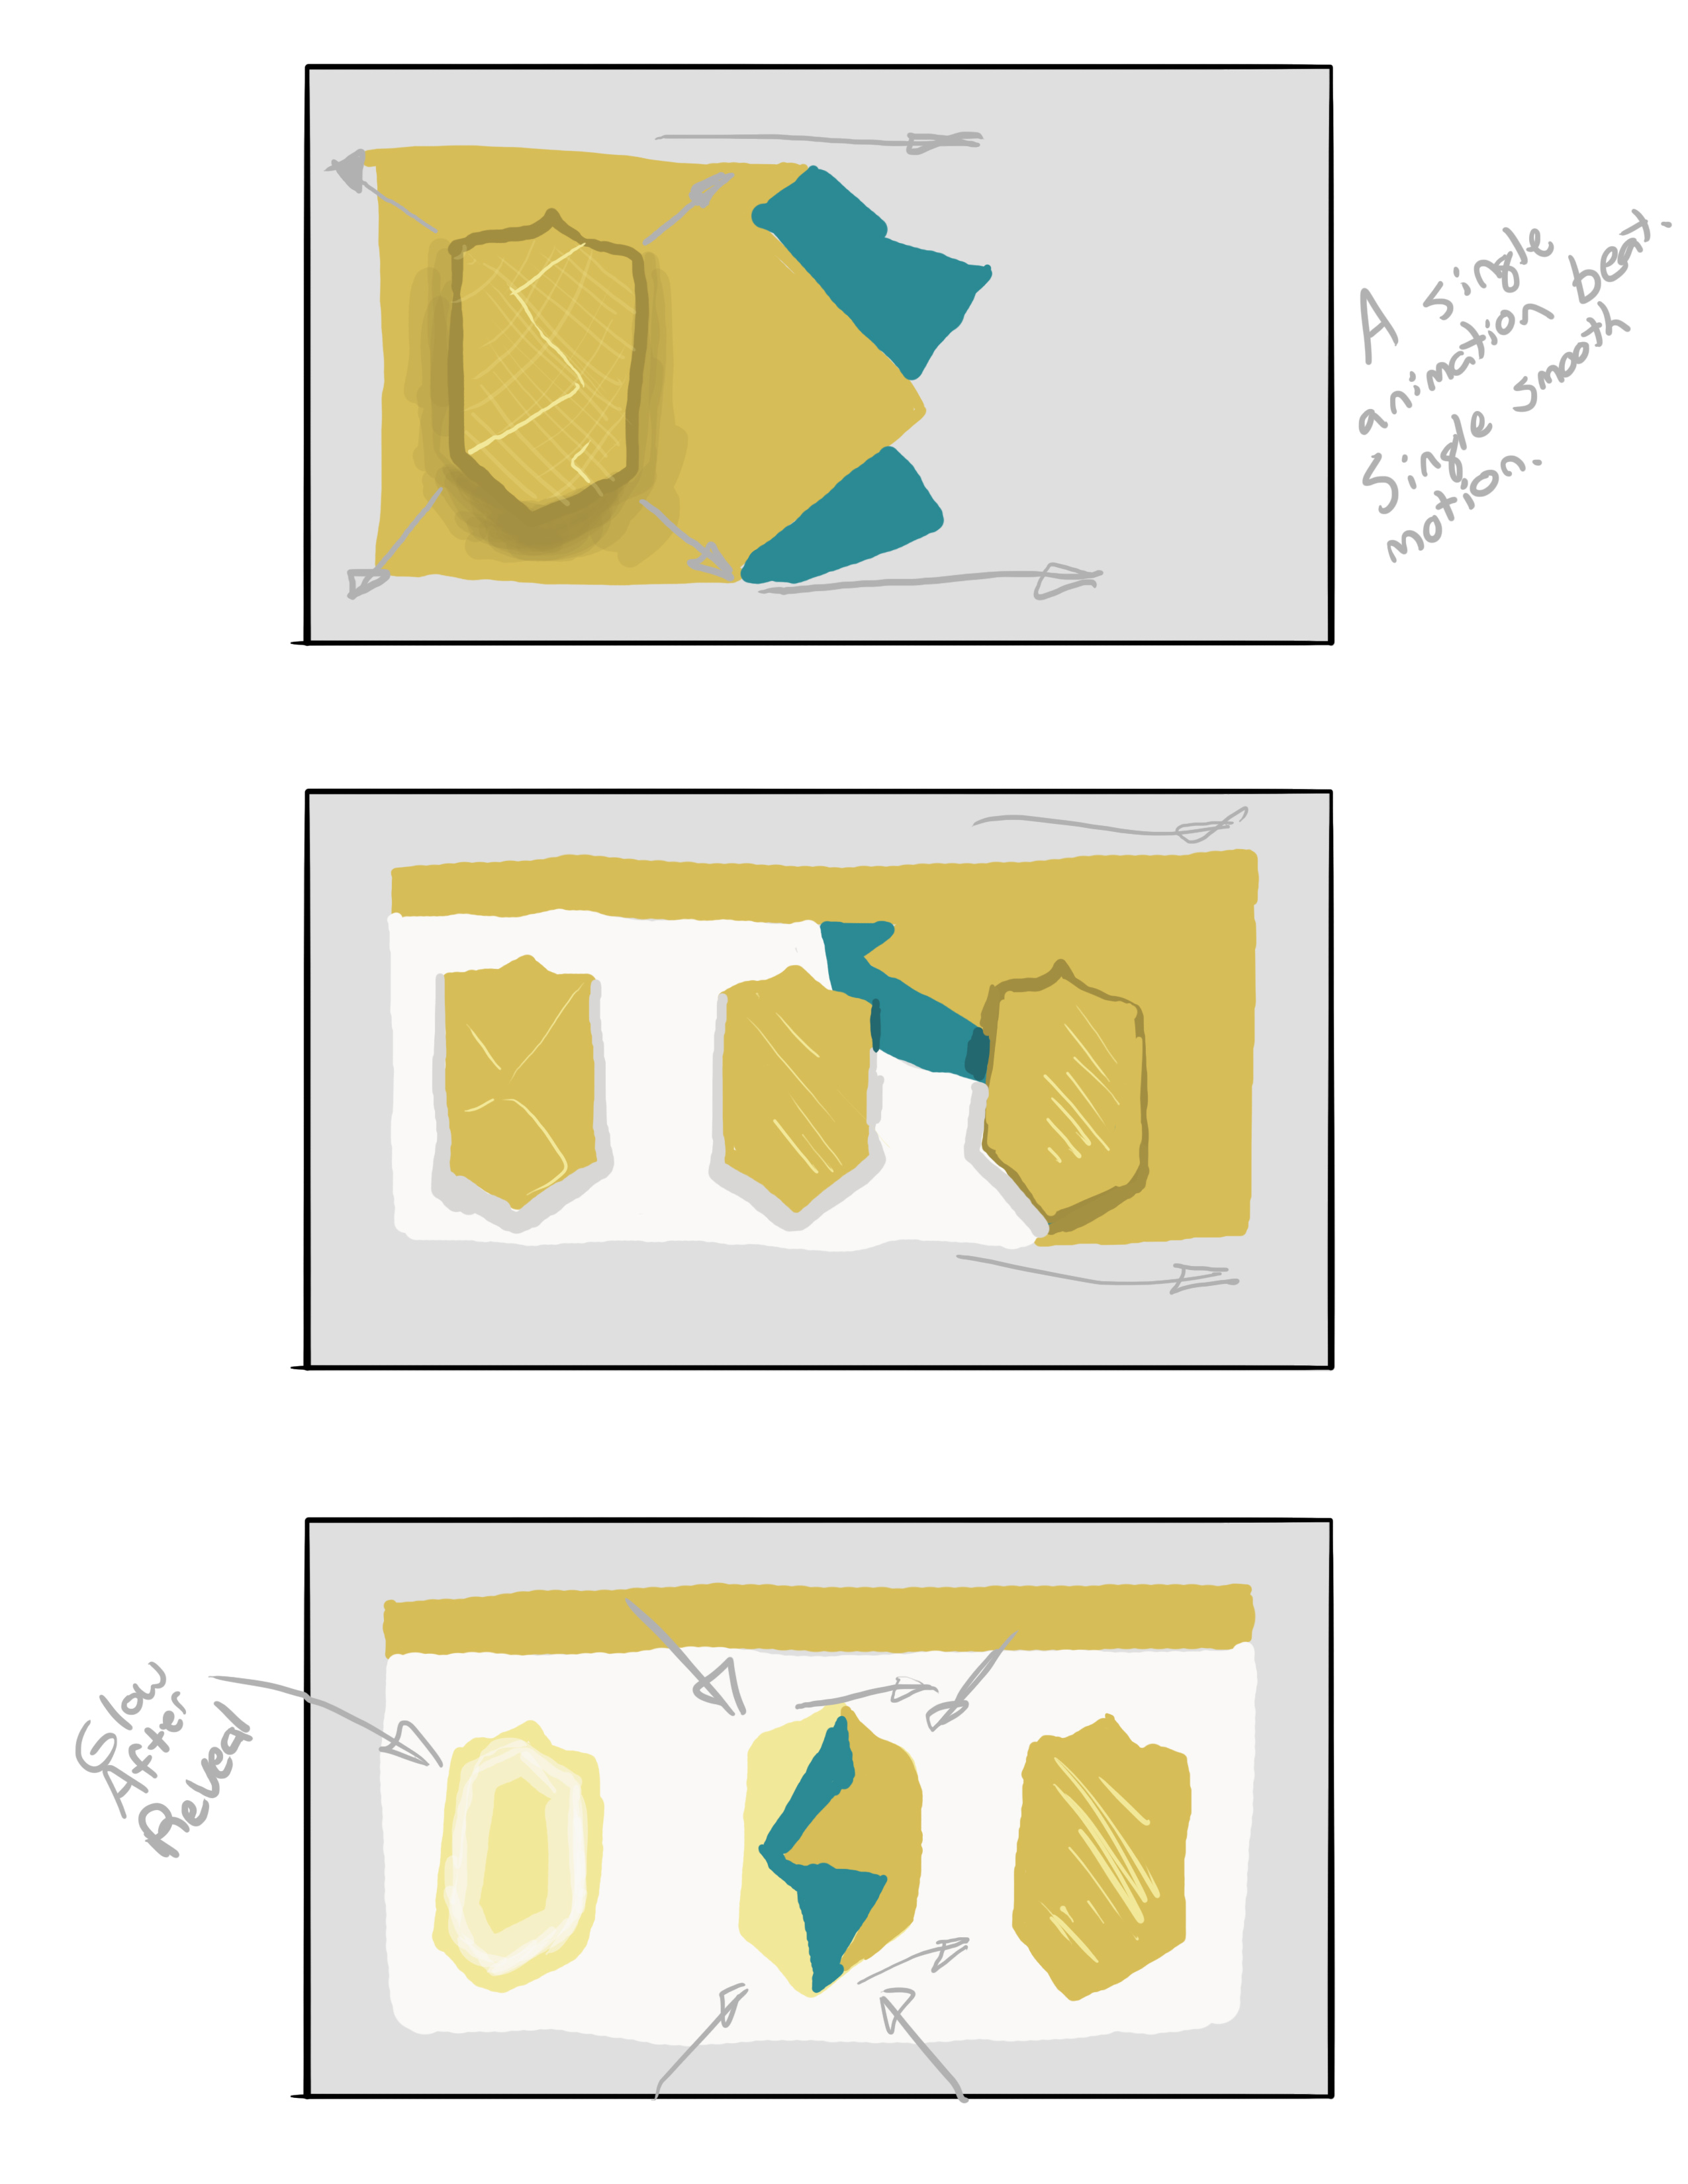 A single
animation beat.
Single smooth
motion.
Glow
After
Reveal